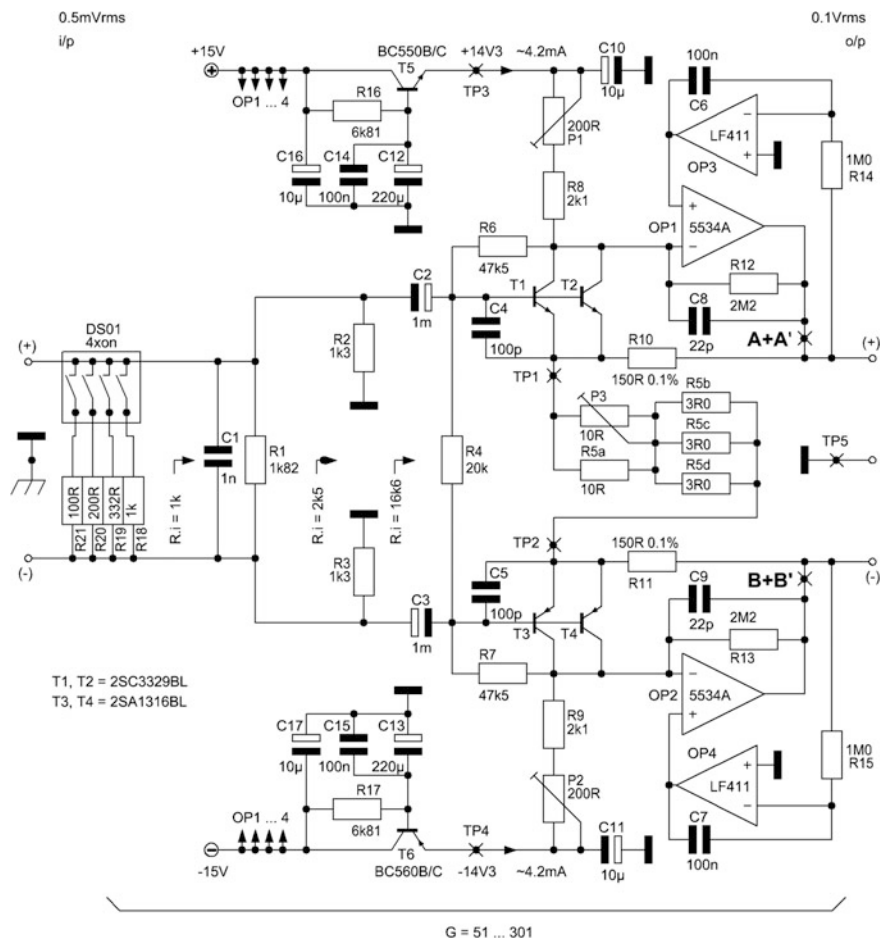 0.5mVrms
i/p
0.1Vrms
o/p
+15V
OP1 ... 4
BC550B/C
T5
+14V3
~4.2mA
TP3
C10
10µ
R16
6k81
C16
10µ
C14
100n
C12
220µ
200R
P1
R8
2k1
100n
C6
LF411
OP3
1M0
R14
OP1
5534A
R6
47k5
R12
2M2
C8
22p
A+A'
T1
T2
C2
1m
C4
100p
R2
1k3
DS01
4xon
(+)
R10
150R 0.1%
(+)
TP1
P3
10R
R5a
10R
R5b
3R0
R5c
3R0
R5d
3R0
TP5
C1
1n
R1
1k82
R.i = 1k
R.i = 2k5
R.i = 16k6
R4
20k
100R
200R
332R
1k
R21
R20
R19
R18
R3
1k3
(-)
TP2
150R 0.1%
R11
(-)
B+B'
C5
100p
C3
1m
T3
T4
C9
22p
2M2
R13
R7
47k5
OP2
5534A
T1, T2 = 2SC3329BL
T3, T4 = 2SA1316BL
C17
10µ
C15
100n
C13
220µ
R9
2k1
P2
200R
OP4
LF411
1M0
R15
C7
100n
R17
6k81
OP1 ... 4
-15V
T6
BC560B/C
TP4
-14V3
~4.2mA
C11
10µ
G = 51 ... 301